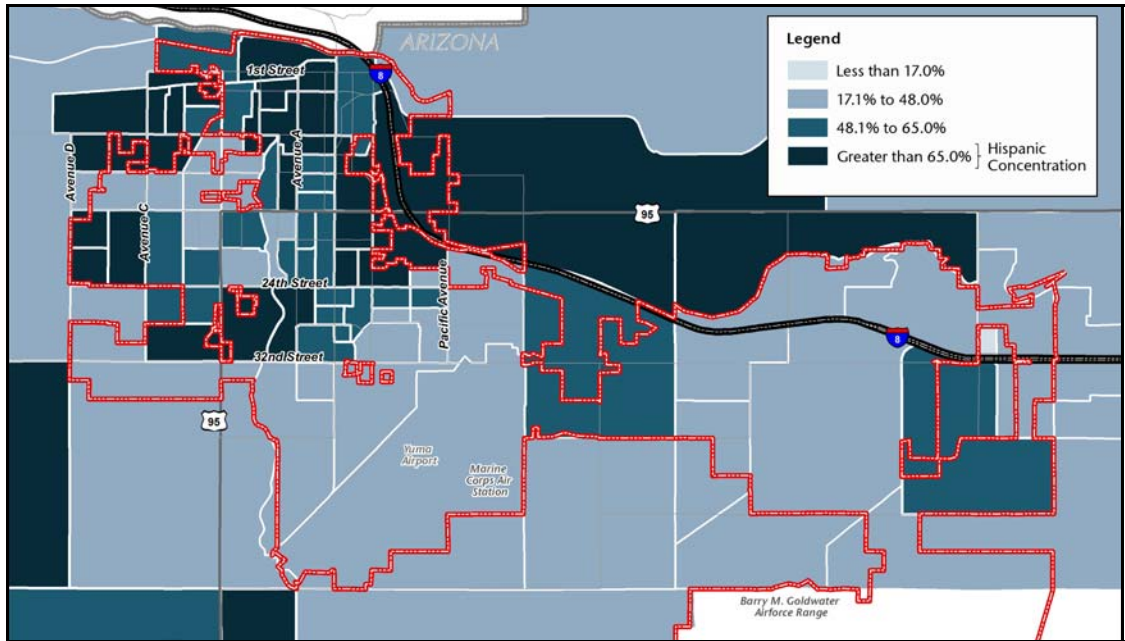 ARIZONA
Legend
Less than 17.0%
17.1% to 48.0%
48.1% to 65.0%
Greater than 65.0%
Hispanic
Concentration
1st Street
8
Avenue D
Avenue C
Avenue A
95
24th Street
Pacific Avenue
32nd Street
8
95
Yuma
Airport
Marine
Corps Air
Station
Barry M. Goldwater
Airforce Range